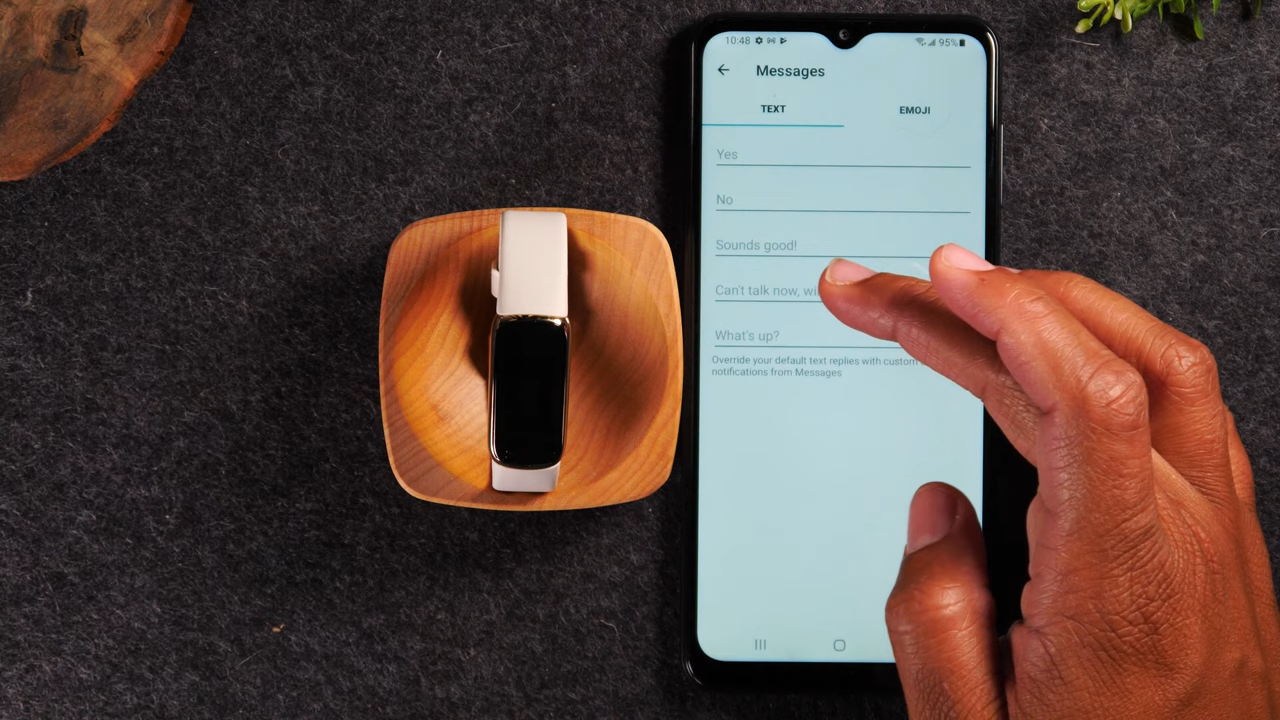 10:48 95%
Messages
TEXT EMOJI
Yes
No
Sounds good!
Can't talk now,
What's up?
Override your default text replies with custom
notifications from Messages